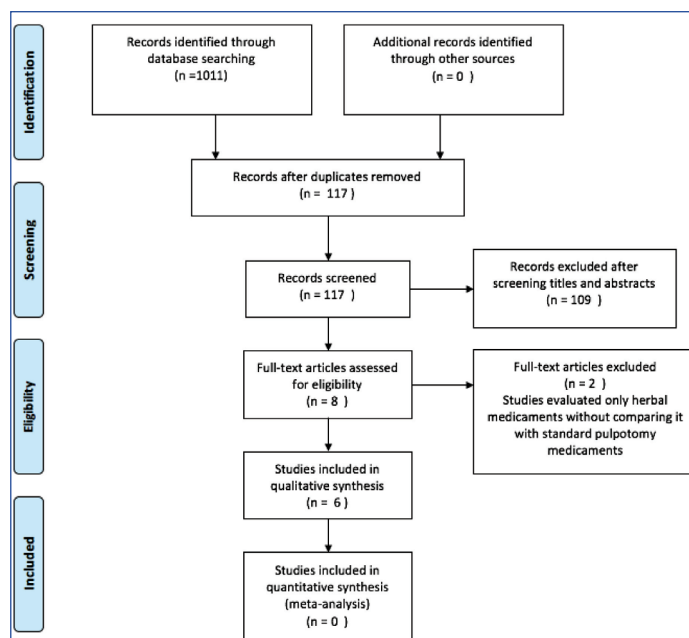 Identification
Records identified through
database searching
(n =1011)
Additional records identified
through other sources
(n = 0 )
Records after duplicates removed
(n = 117 )
Screening
Records screened
(n = 117 )
Records excluded after
screening titles and abstracts
(n = 109 )
Eligibility
Full-text articles assessed
for eligibility
(n = 8 )
Full-text articles excluded
(n = 2 )
Studies evaluated only herbal
medicaments without comparing it
with standard pulpotomy
medicaments
Studies included in
qualitative synthesis
(n = 6 )
Included
Studies included in
quantitative synthesis
(meta-analysis)
(n = 0 )